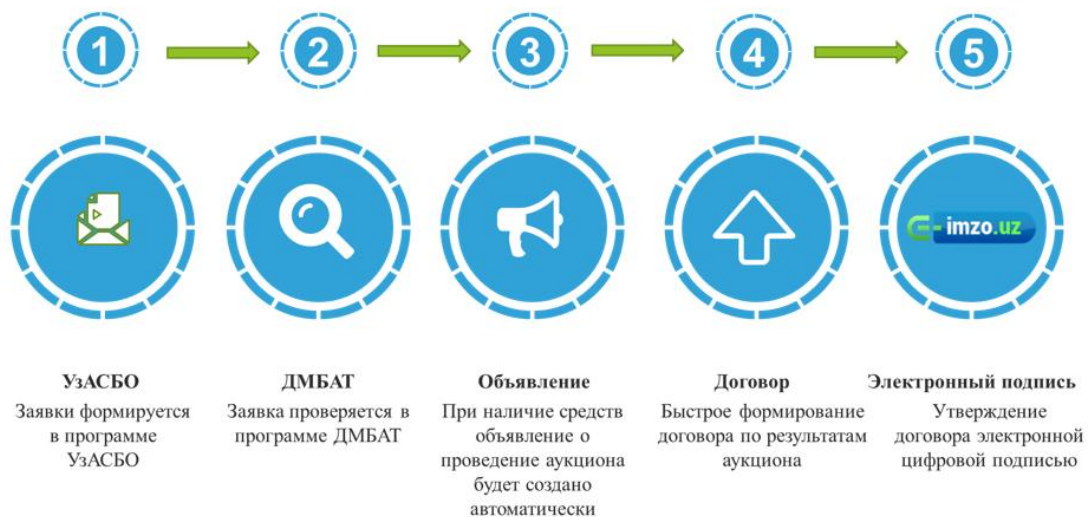 1
2
3
4
5
e-imzo.uz
УзАСБО
Заявки формируется
в программе
УзАСБО
ДМБАТ
Заявка проверяется в
программе ДМБАТ
Объявление
При наличие средств
объявление о
проведение аукциона
будет создано
автоматически
Договор
Быстрое формирование
договора по результатам
аукциона
Электронный подпись
Утверждение
договора электронной
цифровой подписью